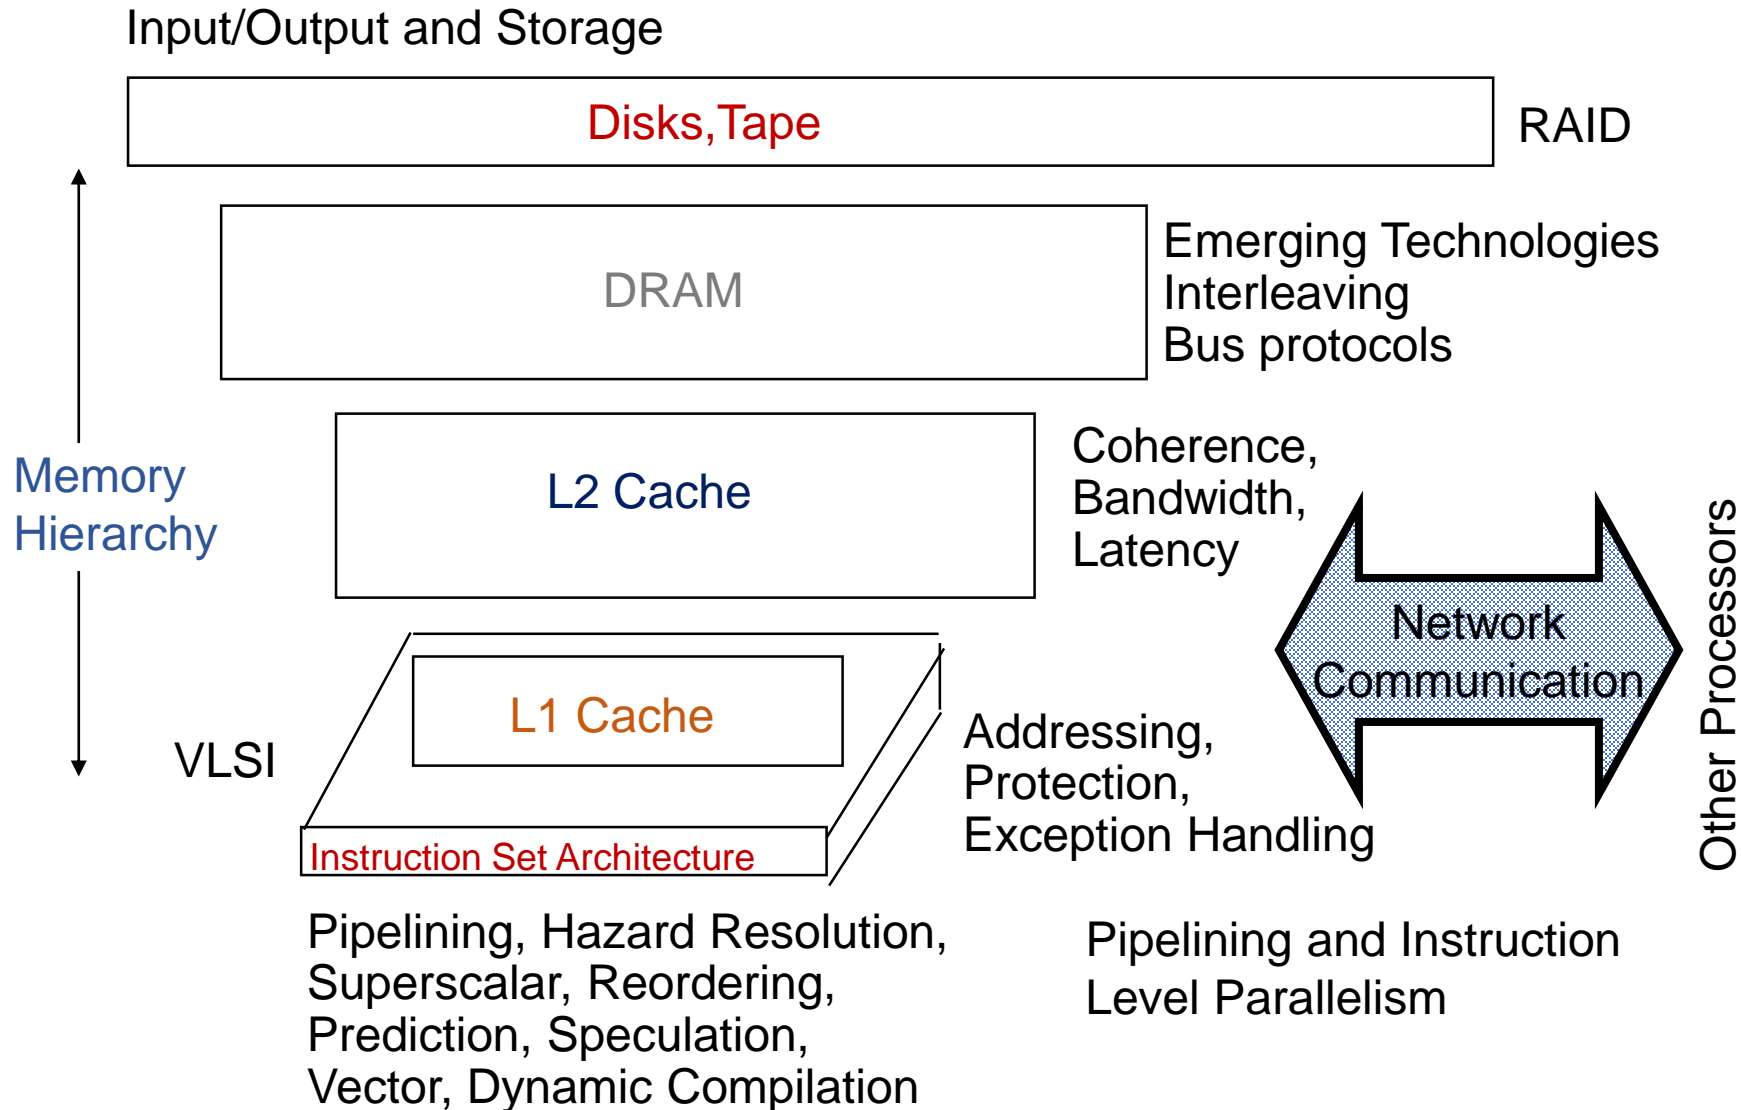 Input/Output and Storage
Disks,Tape
RAID
DRAM
Emerging Technologies
Interleaving
Bus protocols
Memory
Hierarchy
L2 Cache
Coherence,
Bandwidth,
Latency
Network
Communication
Other Processors
L1 Cache
VLSI
Addressing,
Protection,
Exception Handling
Instruction Set Architecture
Pipelining, Hazard Resolution,
Superscalar, Reordering,
Prediction, Speculation,
Vector, Dynamic Compilation
Pipelining and Instruction
Level Parallelism